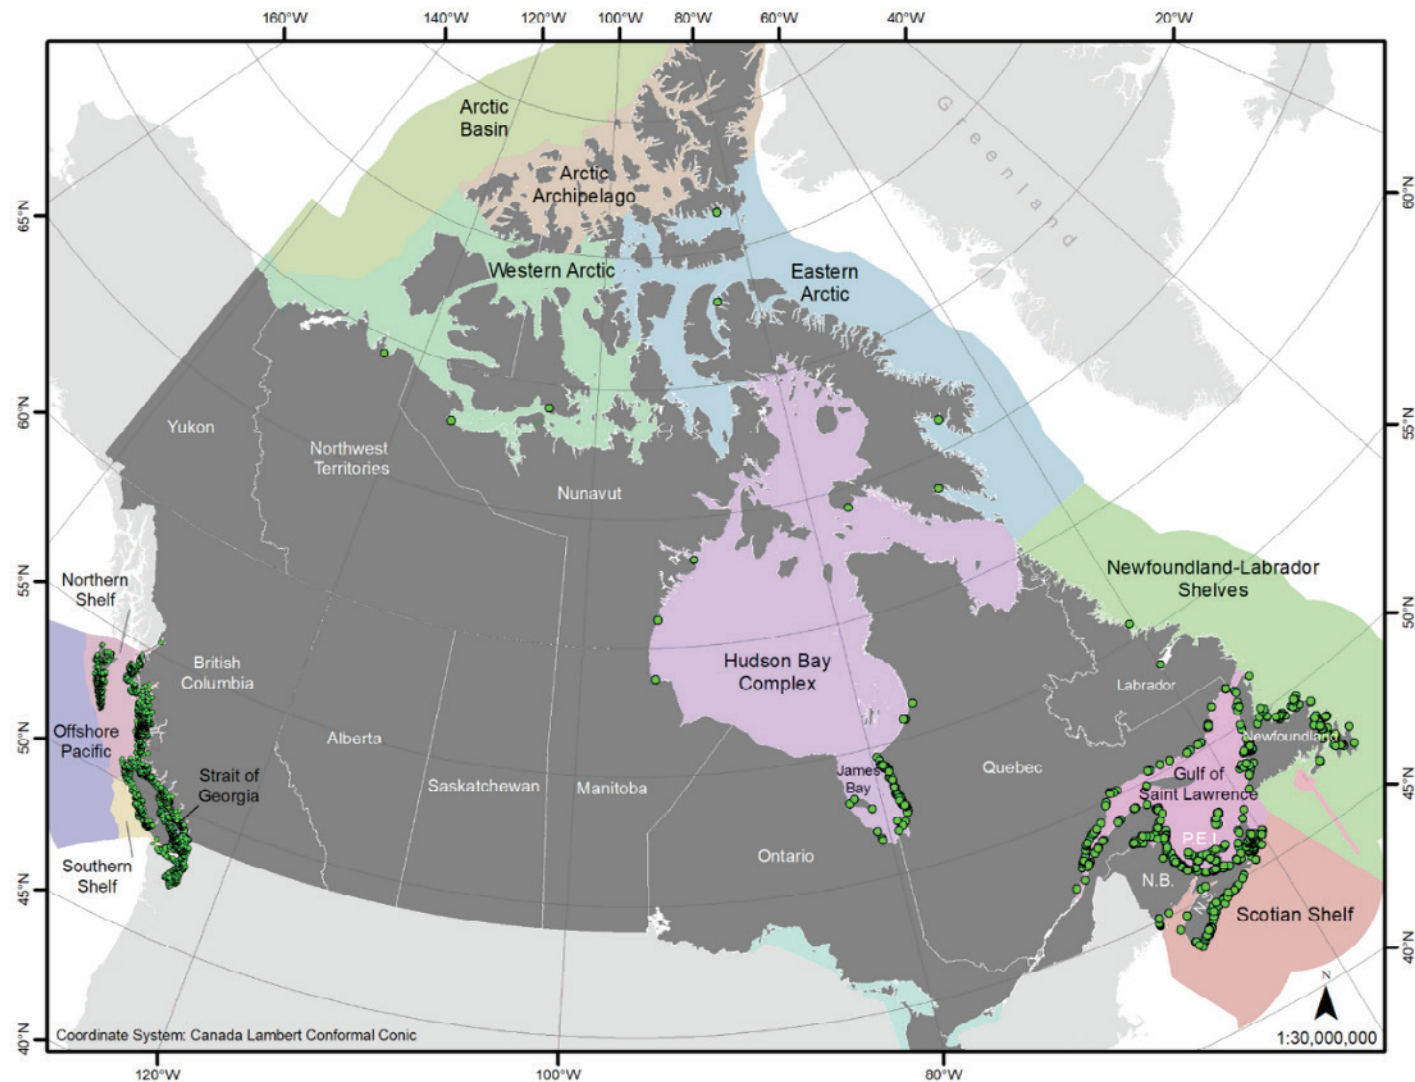 160°W
140°W
120°W
100°W
80°W
60°W
40°W
20°W
Arctic
Basin
Greenland
Arctic
Archipelago
65°N
60°N
Western Arctic
Eastern
Arctic
60°N
55°N
Yukon
Northwest
Territories
Nunavut
Northern
Shelf
55°N
Newfoundland-Labrador
Shelves
50°N
British
Columbia
Hudson Bay
Complex
Labrador
Offshore
Pacific
50°N
Alberta
Newfoundland
Strait of
Georgia
Saskatchewan
Manitoba
James
Bay
Quebec
Gulf of
Saint Lawrence
45°N
P.E.I.
Southern
Shelf
Ontario
N.B.
45°N
Scotian Shelf
40°N
N
Coordinate System: Canada Lambert Conformal Conic
1:30,000,000
40°N
120°W
100°W
80°W